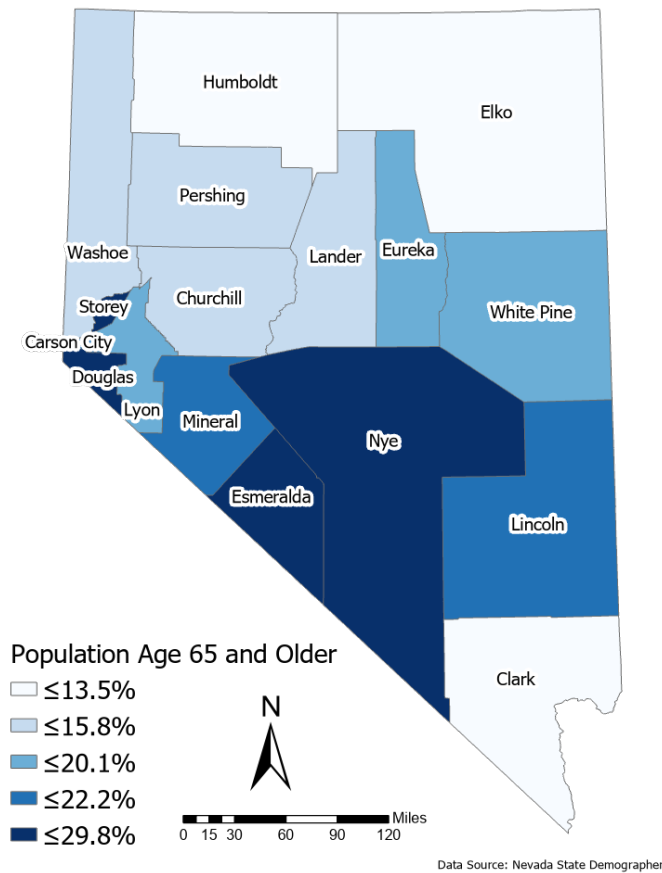 Humboldt
Elko
Pershing
Washoe
Lander
Eureka
Storey
Churchill
White Pine
Carson City
Douglas
Lyon
Mineral
Nye
Esmeralda
Lincoln
Clark
Population Age 65 and Older
≤13.5%
≤15.8%
≤20.1%
≤22.2%
≤29.8%
N
Miles
0 15 30 60 90 120
Data Source: Nevada State Demographer